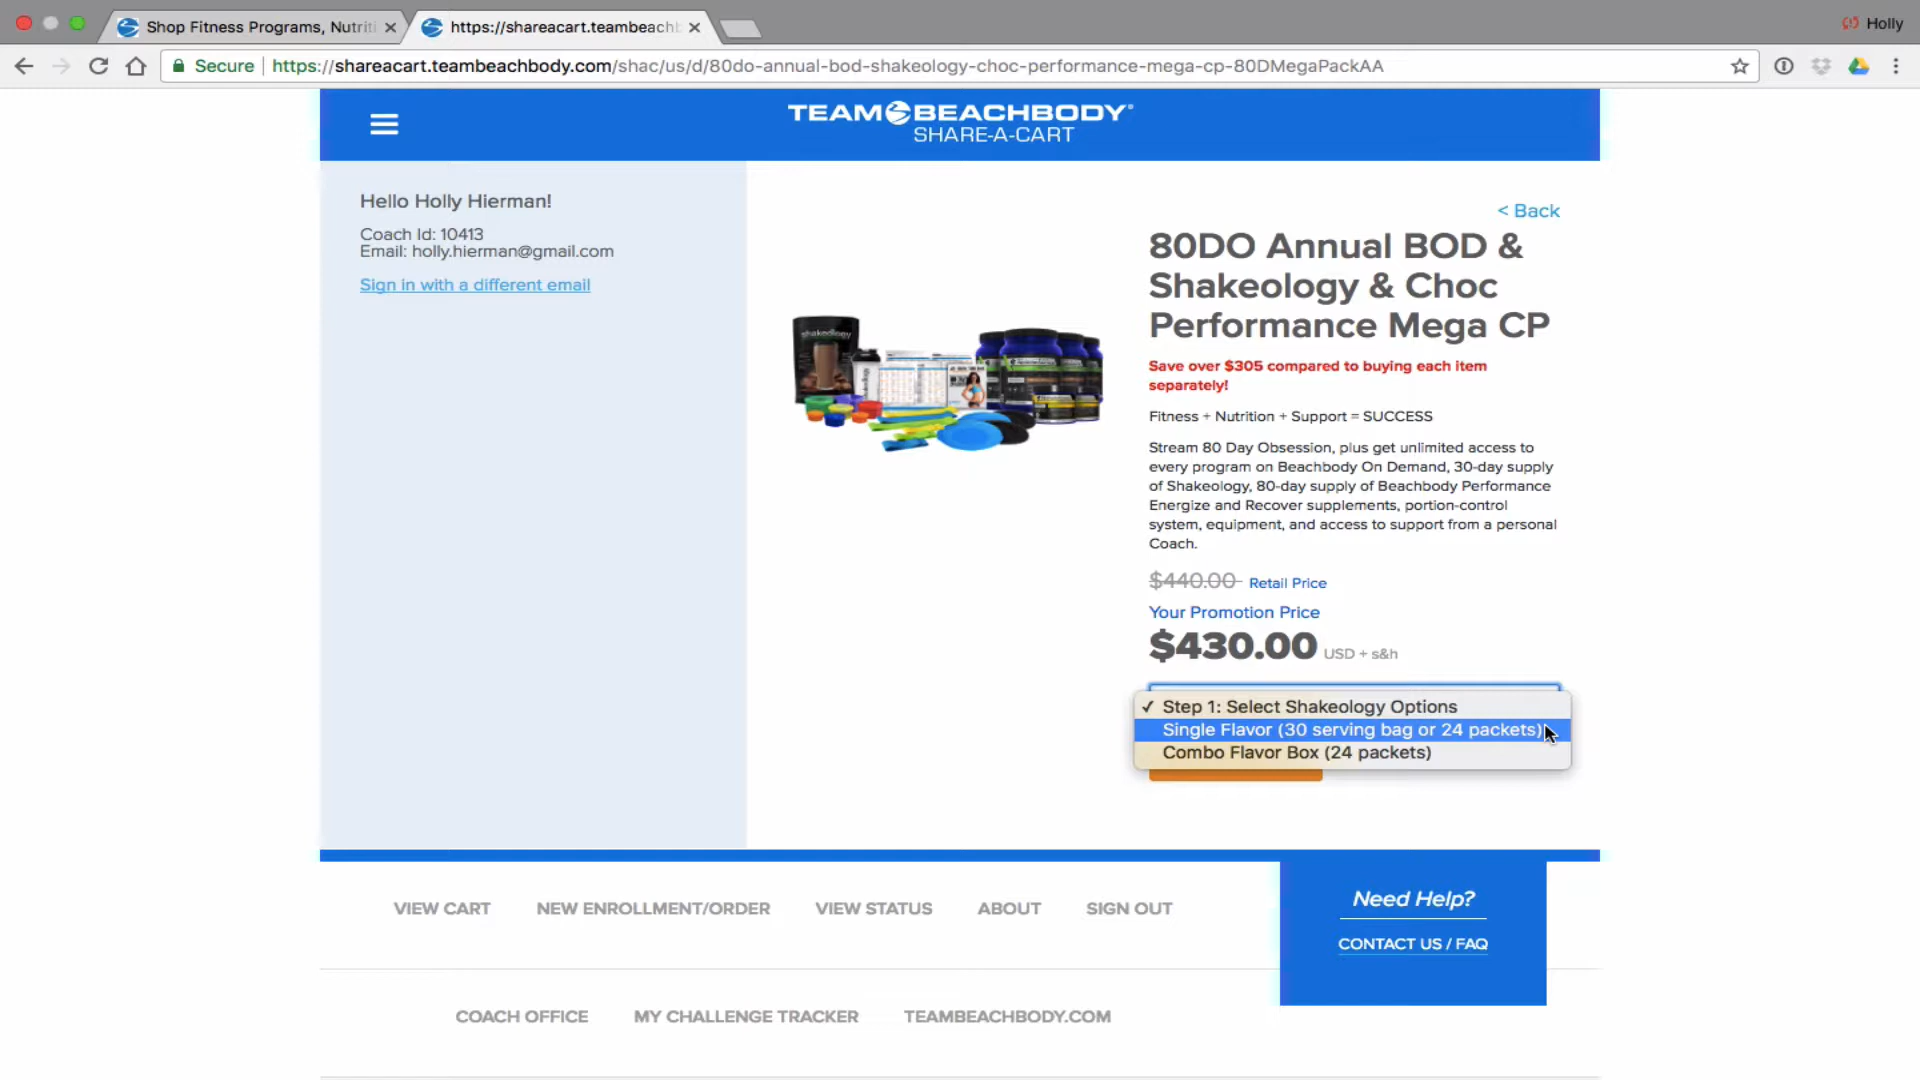 Shop Fitness Programs, Nutriti
https://shareacart.teambeachb
Holly
Secure
https://shareacart.teambeachbody.com/shac/us/d/80do-annual-bod-shakeology-choc-performance-mega-cp-80DMegaPackAA
TEAM BEACHBODY®
SHARE-A-CART
Hello Holly Hierman!
Coach Id: 10413
Email: holly.hierman@gmail.com
Sign in with a different email
< Back
80DO Annual BOD &
Shakeology & Choc
Performance Mega CP
shakeology
Save over $305 compared to buying each item
separately!
Fitness + Nutrition + Support = SUCCESS
Stream 80 Day Obsession, plus get unlimited access to
every program on Beachbody On Demand, 30-day supply
of Shakeology, 80-day supply of Beachbody Performance
Energize and Recover supplements, portion-control
system, equipment, and access to support from a personal
Coach.
$440.00 Retail Price
Your Promotion Price
$430.00 USD + s&h
✓ Step 1: Select Shakeology Options
Single Flavor (30 serving bag or 24 packets)
Combo Flavor Box (24 packets)
VIEW CART NEW ENROLLMENT/ORDER VIEW STATUS ABOUT SIGN OUT
Need Help?
CONTACT US / FAQ
COACH OFFICE MY CHALLENGE TRACKER TEAMBEACHBODY.COM